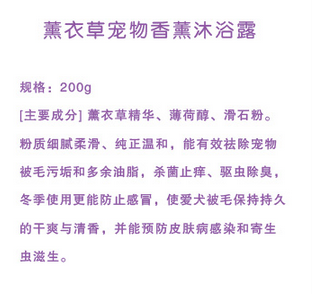 薰衣草宠物香薰沐浴露
规格：200g
[主要成分] 薰衣草精华、薄荷醇、滑石粉。
粉质细腻柔滑、纯正温和，能有效祛除宠物
被毛污垢和多余油脂，杀菌止痒、驱虫除臭，
冬季使用更能防止感冒，使爱犬被毛保持持久
的干爽与清香，并能预防皮肤病感染和寄生
虫滋生。